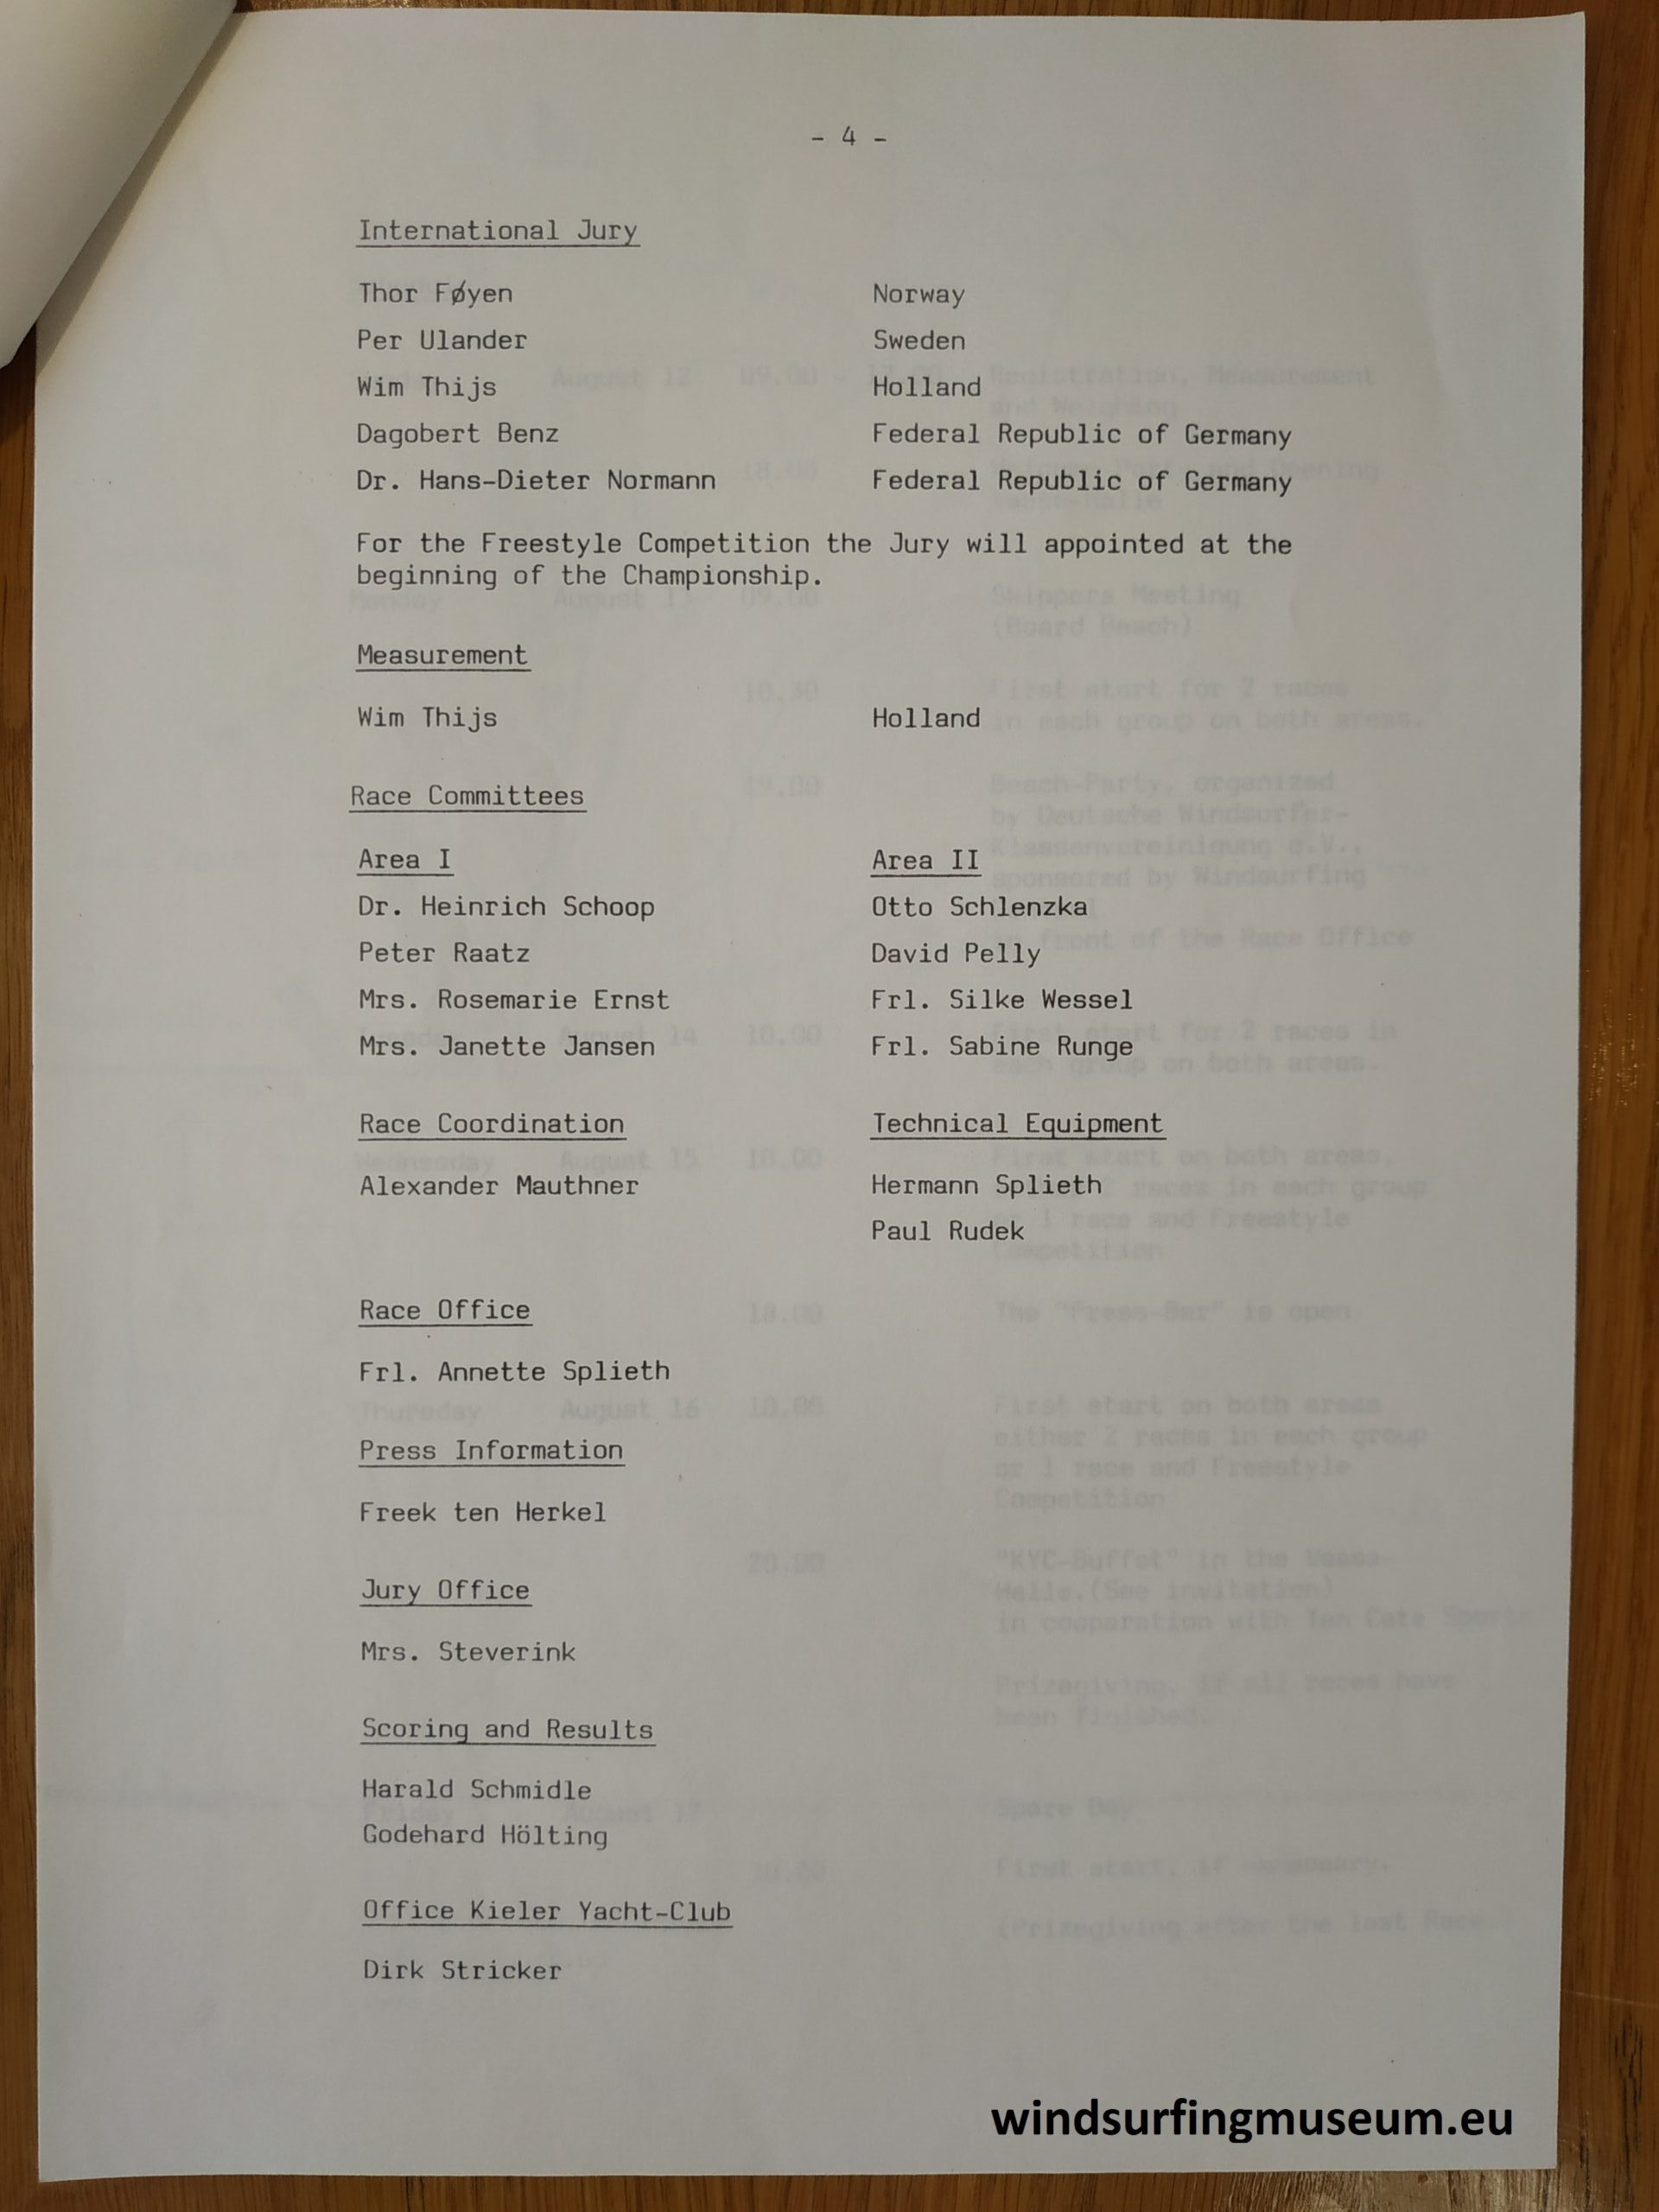 - 4 -
International Jury
Thor Føyen Norway
Per Ulander Sweden
Wim Thijs Holland
Dagobert Benz Federal Republic of Germany
Dr. Hans-Dieter Normann Federal Republic of Germany
For the Freestyle Competition the Jury will appointed at the
beginning of the Championship.
Measurement
Wim Thijs Holland
Race Committees
Area I Area II
Dr. Heinrich Schoop Otto Schlenzka
Peter Raatz David Pelly
Mrs. Rosemarie Ernst Frl. Silke Wessel
Mrs. Janette Jansen Frl. Sabine Runge
Race Coordination Technical Equipment
Alexander Mauthner Hermann Splieth
Paul Rudek
Race Office
Frl. Annette Splieth
Press Information
Freek ten Herkel
Jury Office
Mrs. Steverink
Scoring and Results
Harald Schmidle
Godehard Hölting
Office Kieler Yacht-Club
Dirk Stricker
windsurfingmuseum.eu